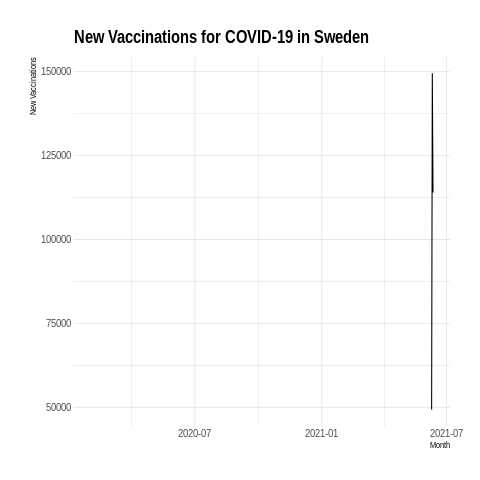 New Vaccinations for COVID-19 in Sweden
New Vaccinations
150000
125000
100000
75000
50000
2020-07 2021-01 2021-07
Month